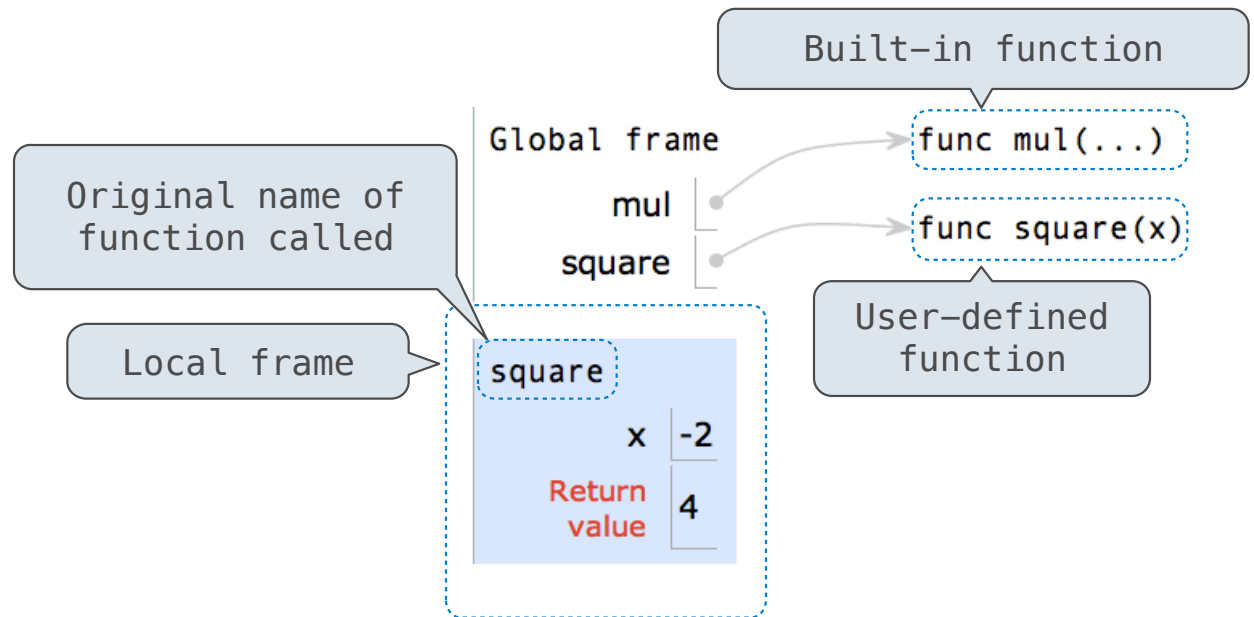 Built-in function
Global frame
func mul(...)
Original name of
function called
mul
func square(x)
square
User-defined
function
Local frame
square
x -2
Return
value 4